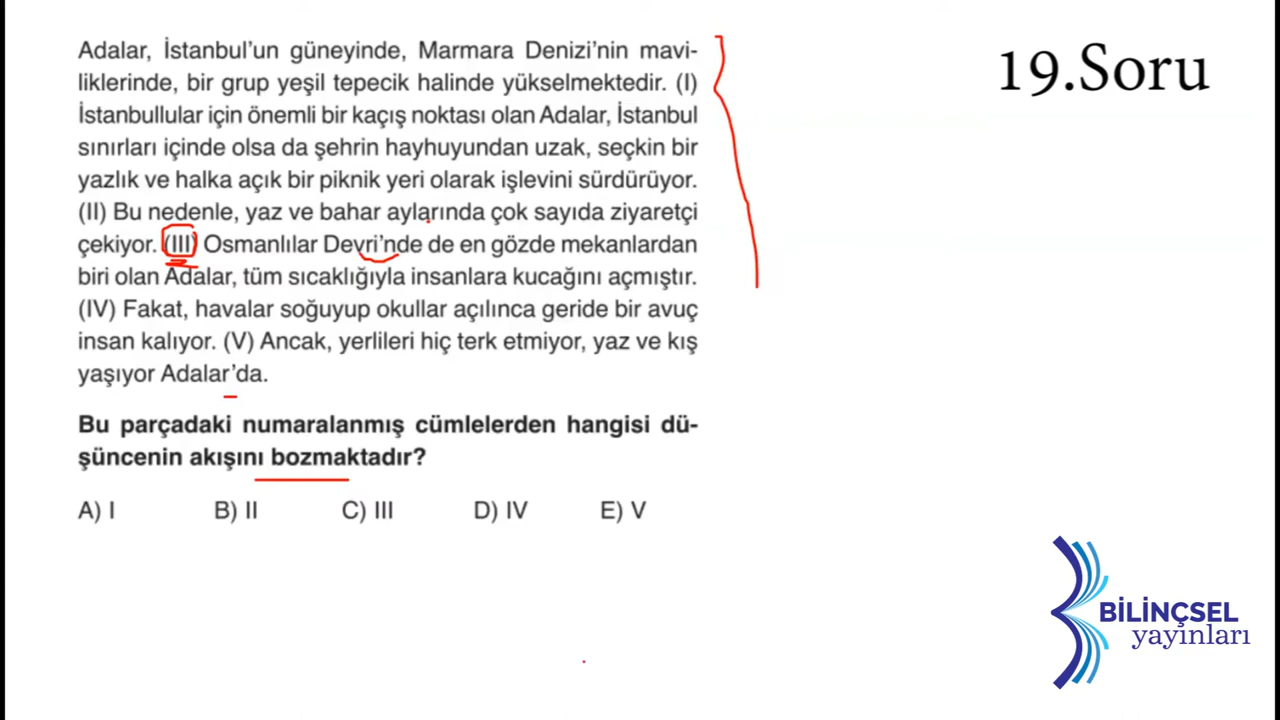 Adalar, İstanbul'un güneyinde, Marmara Denizi'nin mavi-
liklerinde, bir grup yeşil tepecik halinde yükselmektedir. (I)
İstanbullular için önemli bir kaçış noktası olan Adalar, İstanbul
sınırları içinde olsa da şehrin hayhuyundan uzak, seçkin bir
yazlık ve halka açık bir piknik yeri olarak işlevini sürdürüyor.
(II) Bu nedenle, yaz ve bahar aylarında çok sayıda ziyaretçi
çekiyor. (III) Osmanlılar Devri'nde de en gözde mekanlardan
biri olan Adalar, tüm sıcaklığıyla insanlara kucağını açmıştır.
(IV) Fakat, havalar soğuyup okullar açılınca geride bir avuç
insan kalıyor. (V) Ancak, yerlileri hiç terk etmiyor, yaz ve kış
yaşıyor Adalar'da.
Bu parçadaki numaralanmış cümlelerden hangisi dü-
şüncenin akışını bozmaktadır?
A) I B) II C) III D) IV E) V
19.Soru
BİLİNÇSEL
yayınları